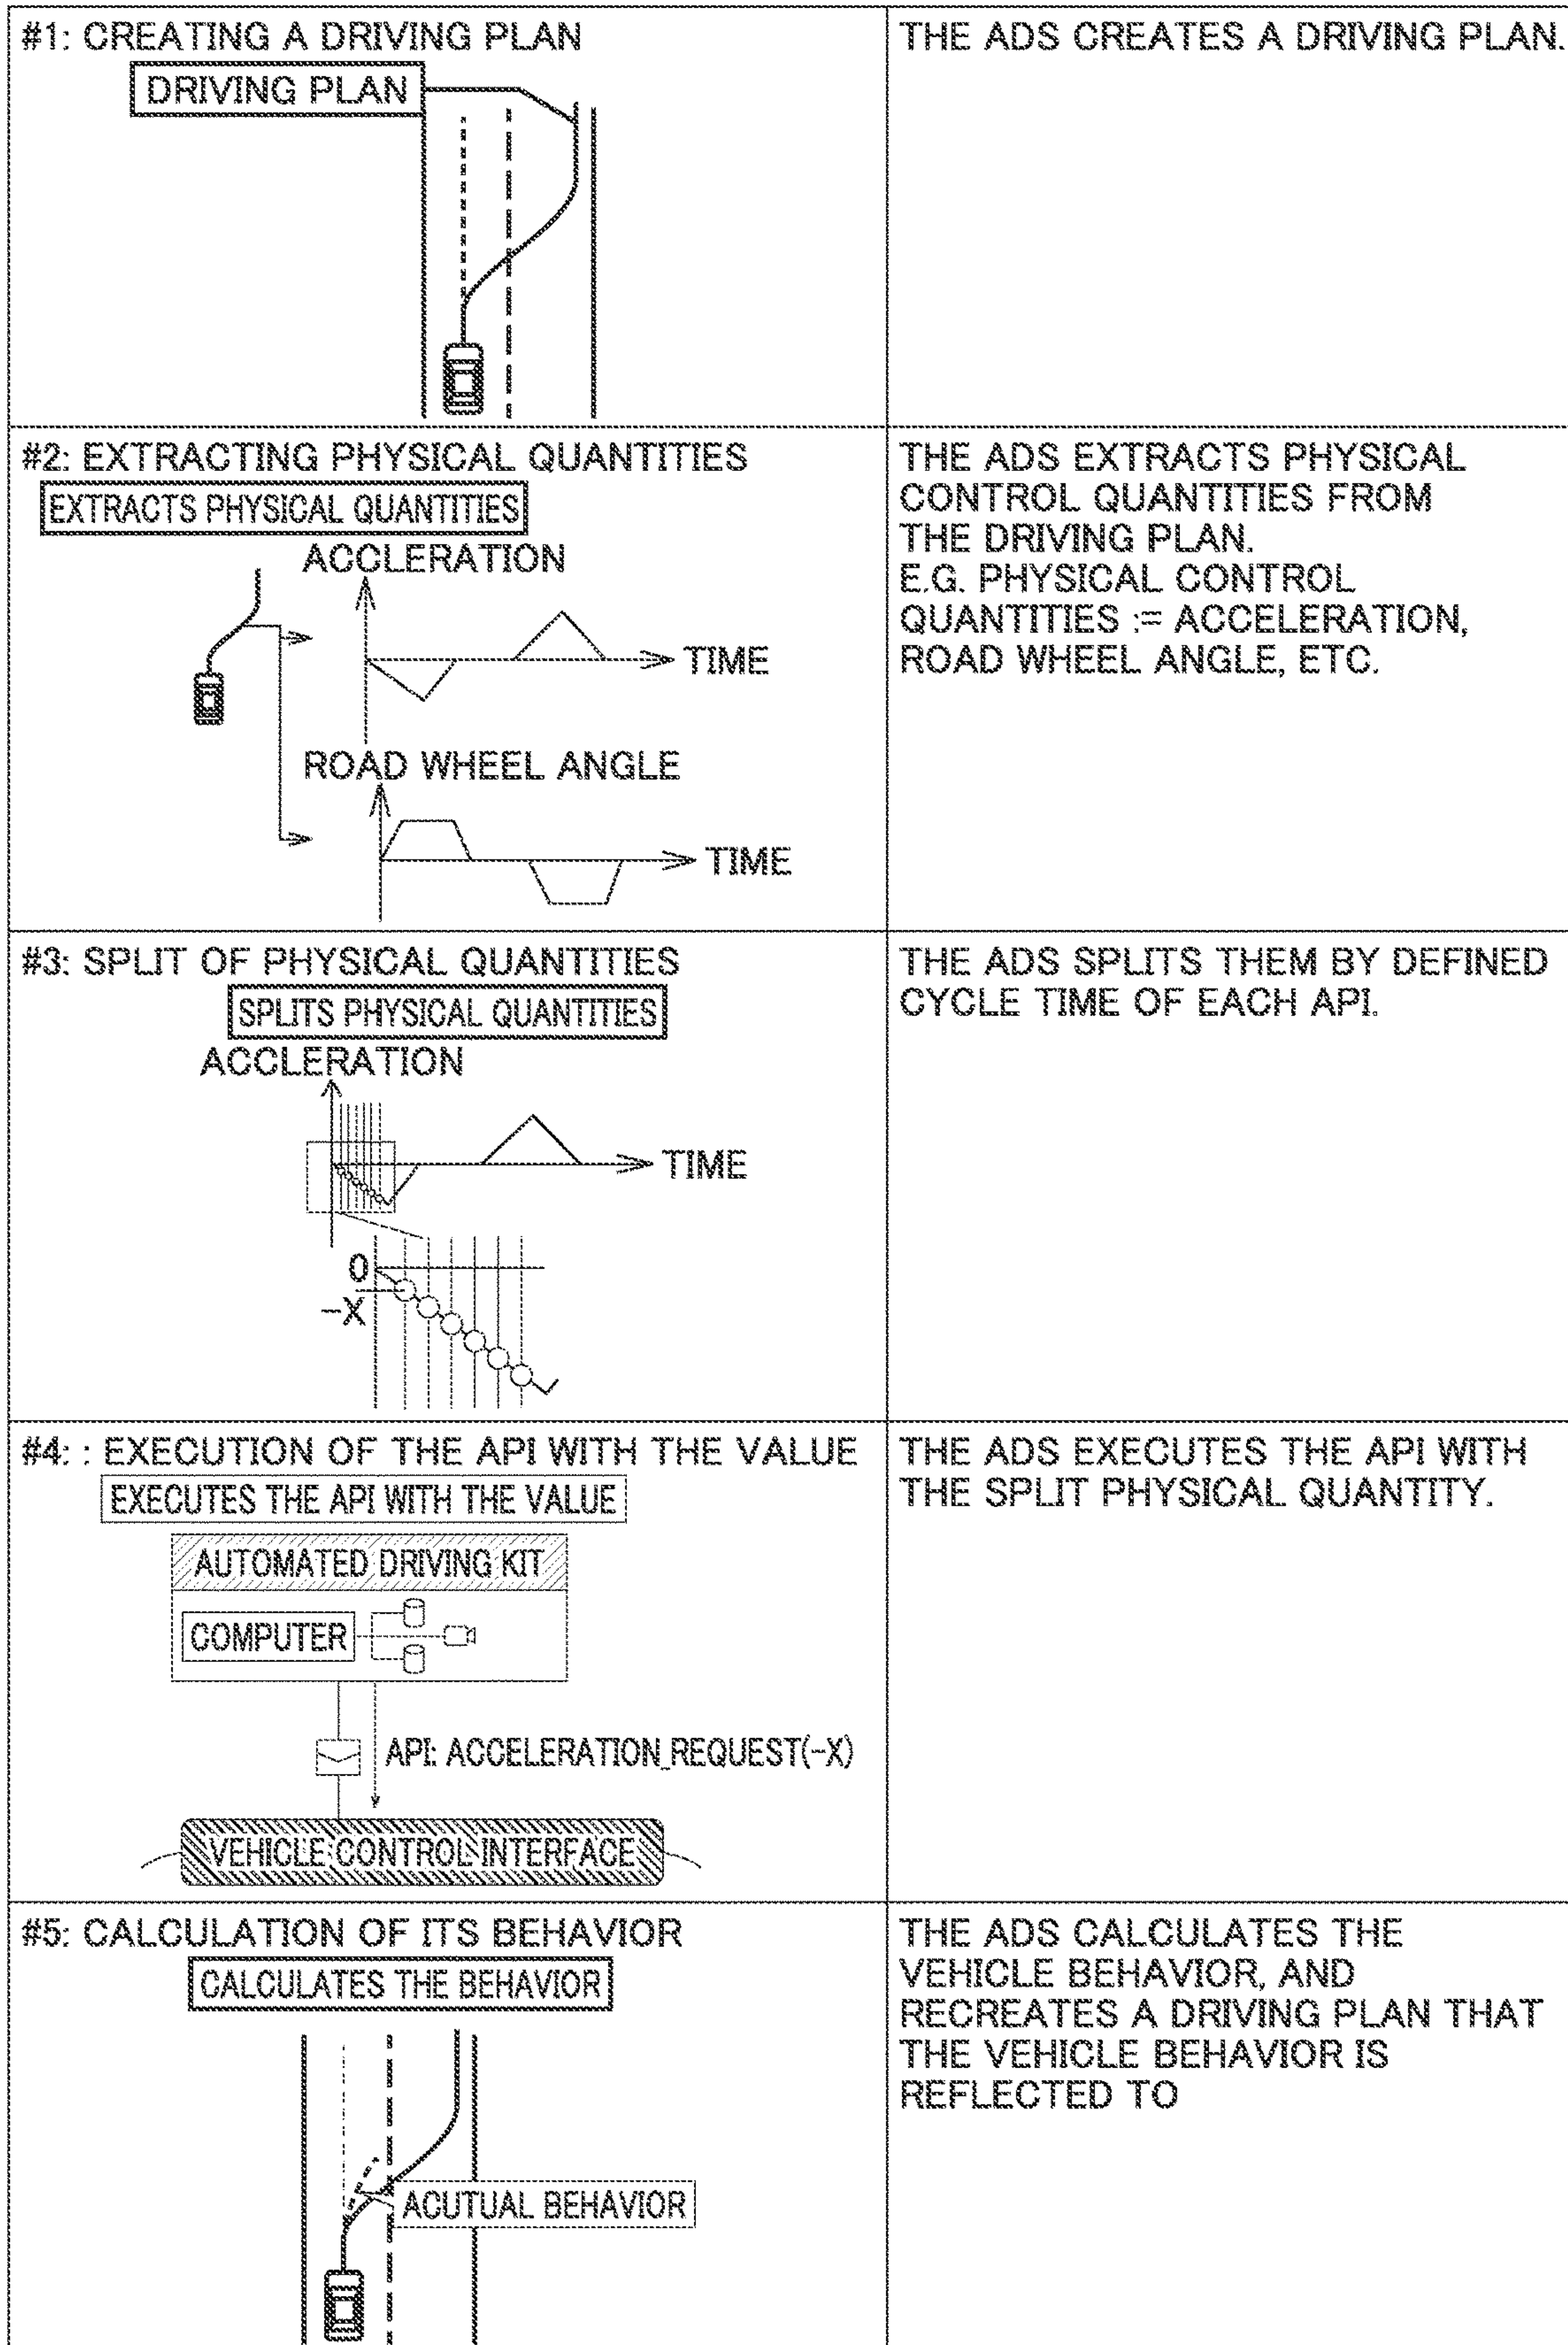 #1: CREATING A DRIVING PLAN
DRIVING PLAN
THE ADS CREATES A DRIVING PLAN.
#2: EXTRACTING PHYSICAL QUANTITIES
EXTRACTS PHYSICAL QUANTITIES
ACCLERATION
TIME
ROAD WHEEL ANGLE
TIME
THE ADS EXTRACTS PHYSICAL
CONTROL QUANTITIES FROM
THE DRIVING PLAN.
E.G. PHYSICAL CONTROL
QUANTITIES := ACCELERATION,
ROAD WHEEL ANGLE, ETC.
#3: SPLIT OF PHYSICAL QUANTITIES
SPLITS PHYSICAL QUANTITIES
ACCLERATION
TIME
0
-X
THE ADS SPLITS THEM BY DEFINED
CYCLE TIME OF EACH API.
#4: : EXECUTION OF THE API WITH THE VALUE
EXECUTES THE API WITH THE VALUE
AUTOMATED DRIVING KIT
COMPUTER
API: ACCELERATION_REQUEST(-X)
VEHICLE CONTROL INTERFACE
THE ADS EXECUTES THE API WITH
THE SPLIT PHYSICAL QUANTITY.
#5: CALCULATION OF ITS BEHAVIOR
CALCULATES THE BEHAVIOR
ACUTUAL BEHAVIOR
THE ADS CALCULATES THE
VEHICLE BEHAVIOR, AND
RECREATES A DRIVING PLAN THAT
THE VEHICLE BEHAVIOR IS
REFLECTED TO